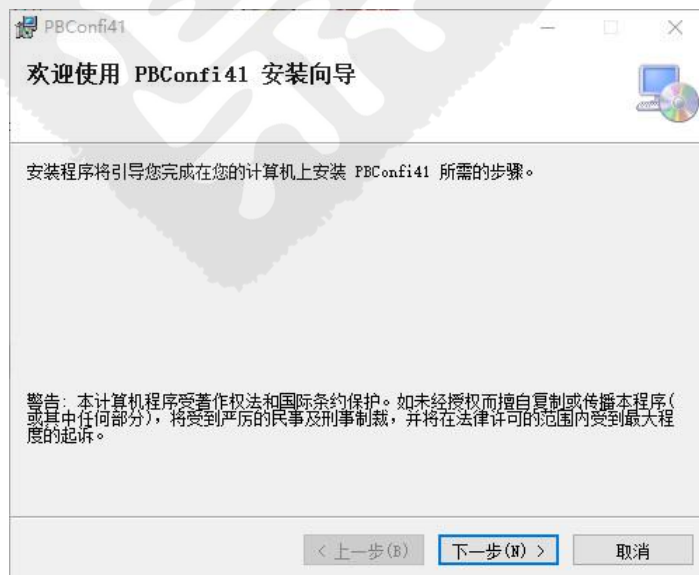 PBConfi41
欢迎使用 PBConfi41 安装向导
安装程序将引导您完成在您的计算机上安装 PBConfi41 所需的步骤。
警告: 本计算机程序受著作权法和国际条约保护。如未经授权而擅自复制或传播本程序(
或其中任何部分)，将受到严厉的民事及刑事制裁，并将在法律许可的范围内受到最大程
度的起诉。
< 上一步(B) 下一步(N) > 取消